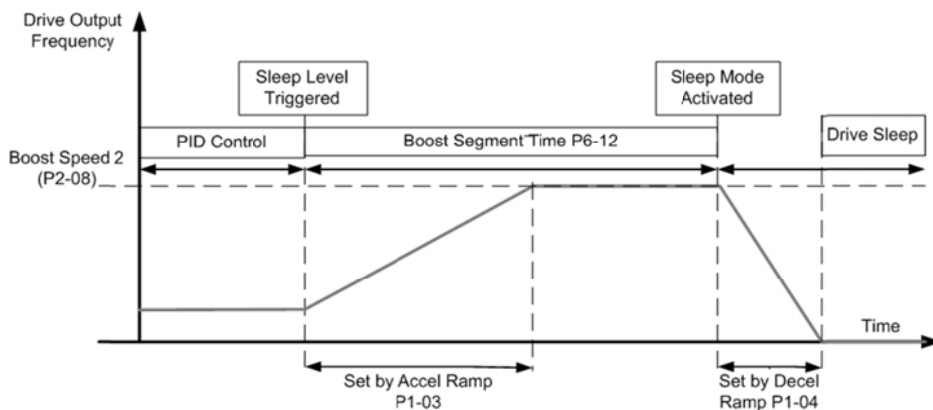 Drive Output
Frequency
Sleep Level
Triggered
Sleep Mode
Activated
PID Control
Boost Segment Time P6-12
Drive Sleep
Boost Speed 2
(P2-08)
Time
Set by Accel Ramp
P1-03
Set by Decel
Ramp P1-04